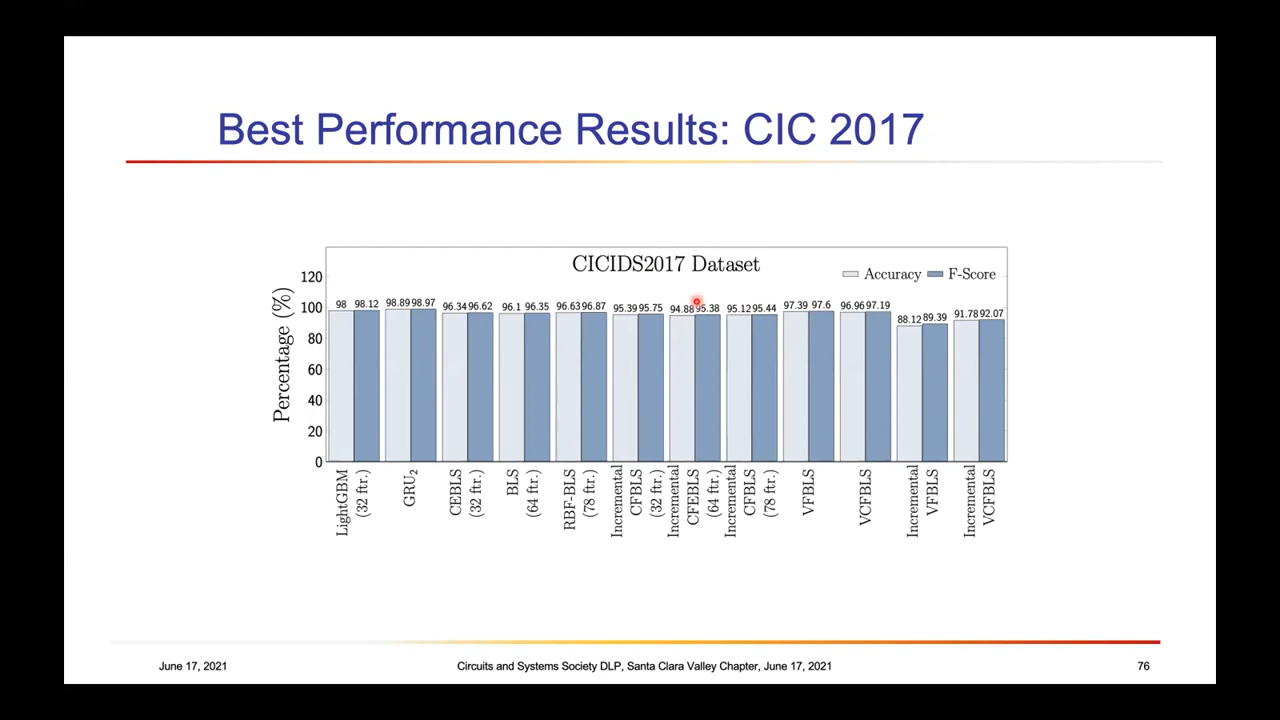 Best Performance Results: CIC 2017
CICIDS2017 Dataset
Accuracy F-Score
Percentage (%)
120
100
80
60
40
20
0
98 98.12 98.89 98.97 96.34 96.62 96.1 96.35 96.63 96.87 95.39 95.75 94.88 95.38 95.12 95.44 97.39 97.6 96.96 97.19 88.12 89.39 91.78 92.07
LightGBM
(32 ftr.)
GRU₂
CEBLS
(32 ftr.)
BLS
(64 ftr.)
RBF-BLS
(78 ftr.)
Incremental
CFBLS
(32 ftr.)
Incremental
CFEBLS
(64 ftr.)
Incremental
CFBLS
(78 ftr.)
VFBLS
VCFBLS
Incremental
VFBLS
Incremental
VCFBLS
June 17, 2021
Circuits and Systems Society DLP, Santa Clara Valley Chapter, June 17, 2021
76